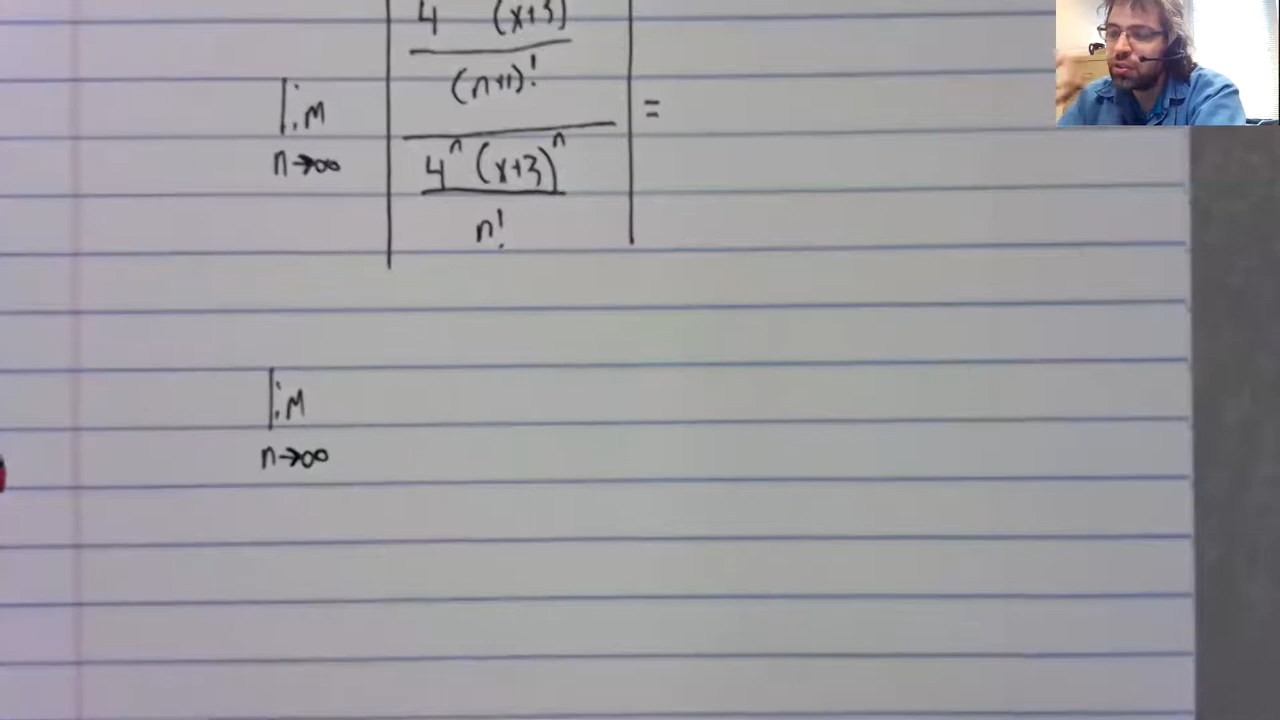 4 (x+3)
(n+1)!
lim
n→∞
=
4^n (x+3)^n
n!
lim
n→∞